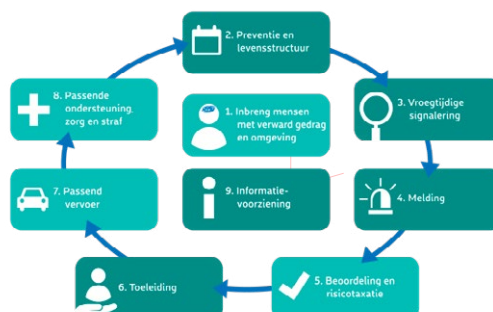 2. Preventie en
levensstructuur
8. Passende
ondersteuning,
zorg en straf
1. Inbreng mensen
met verward gedrag
en omgeving
3. Vroegtijdige
signalering
7. Passend
vervoer
9. Informatie-
voorziening
4. Melding
6. Toeleiding
5. Beoordeling en
risicotaxatie